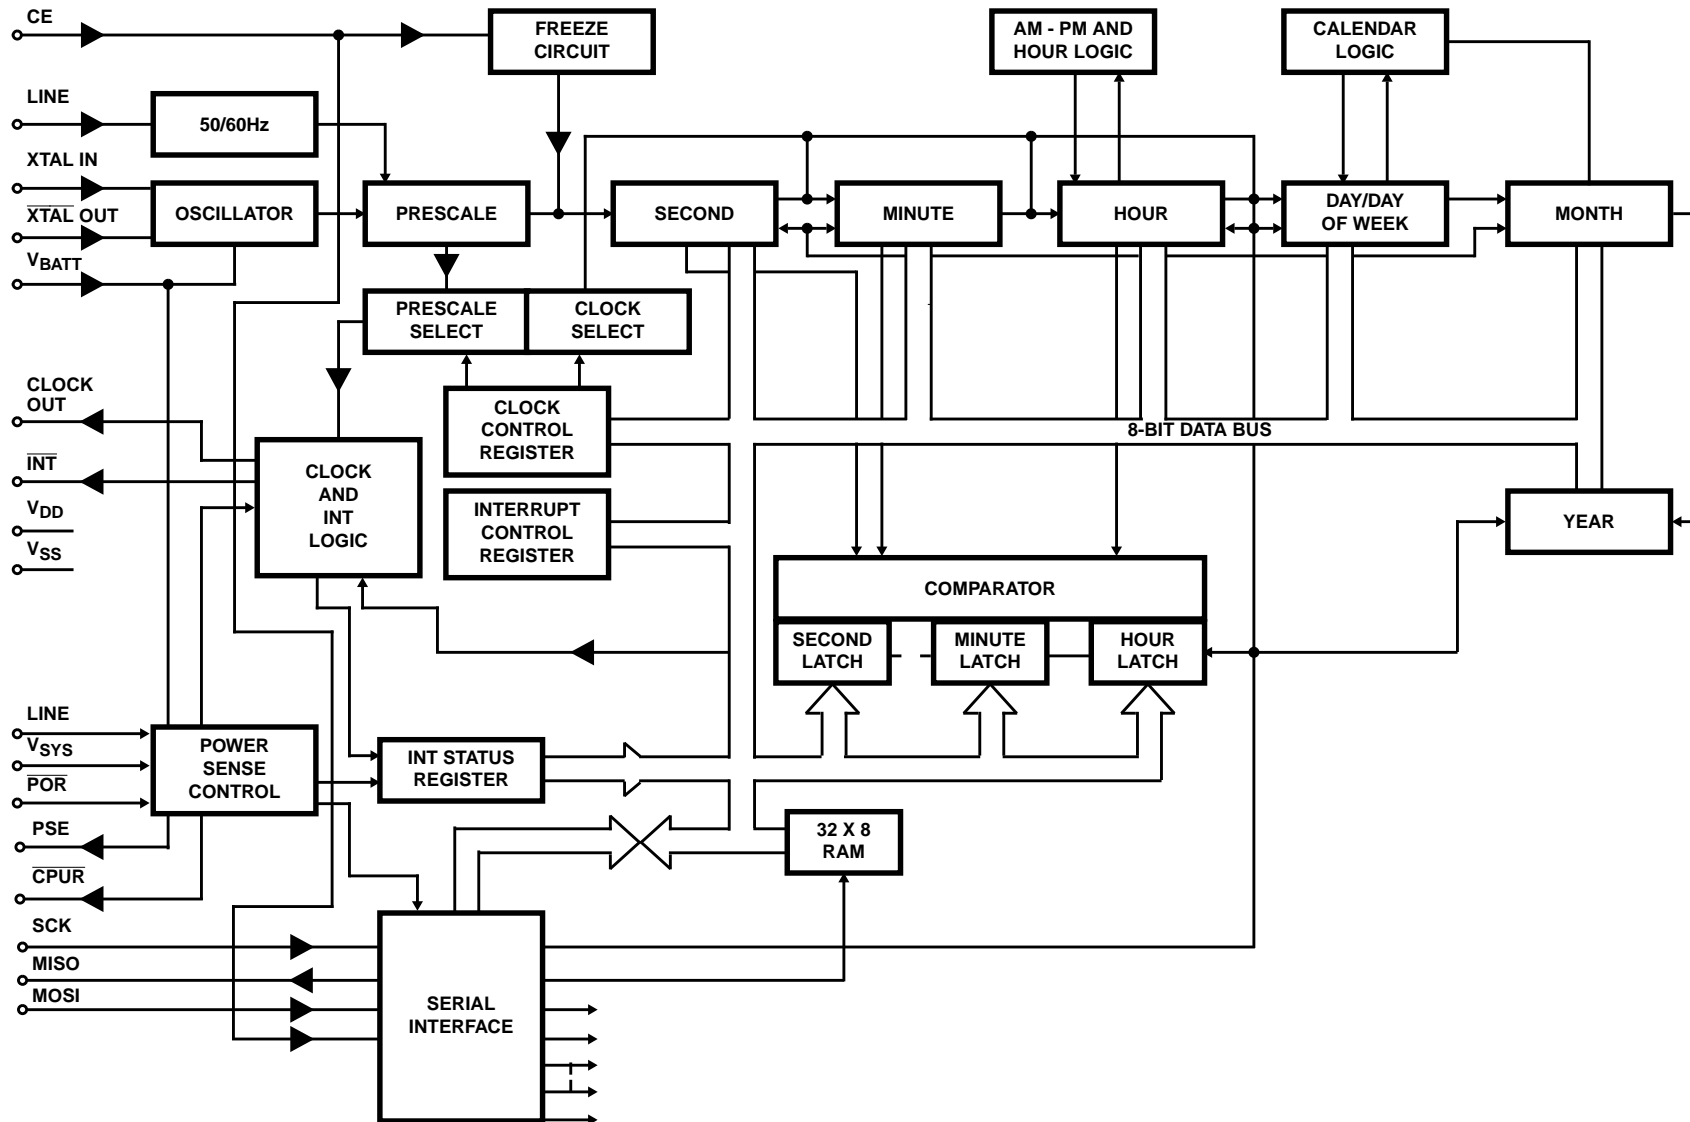 CE
FREEZE
CIRCUIT
AM - PM AND
HOUR LOGIC
CALENDAR
LOGIC
LINE
50/60Hz
XTAL IN
XTAL OUT
OSCILLATOR
PRESCALE
SECOND
MINUTE
HOUR
DAY/DAY
OF WEEK
MONTH
VBATT
PRESCALE
SELECT
CLOCK
SELECT
CLOCK
OUT
CLOCK
CONTROL
REGISTER
8-BIT DATA BUS
INT
CLOCK
AND
INT
LOGIC
INTERRUPT
CONTROL
REGISTER
YEAR
VDD
VSS
COMPARATOR
SECOND
LATCH
MINUTE
LATCH
HOUR
LATCH
LINE
VSYS
POR
POWER
SENSE
CONTROL
INT STATUS
REGISTER
PSE
32 X 8
RAM
CPUR
SCK
MISO
MOSI
SERIAL
INTERFACE